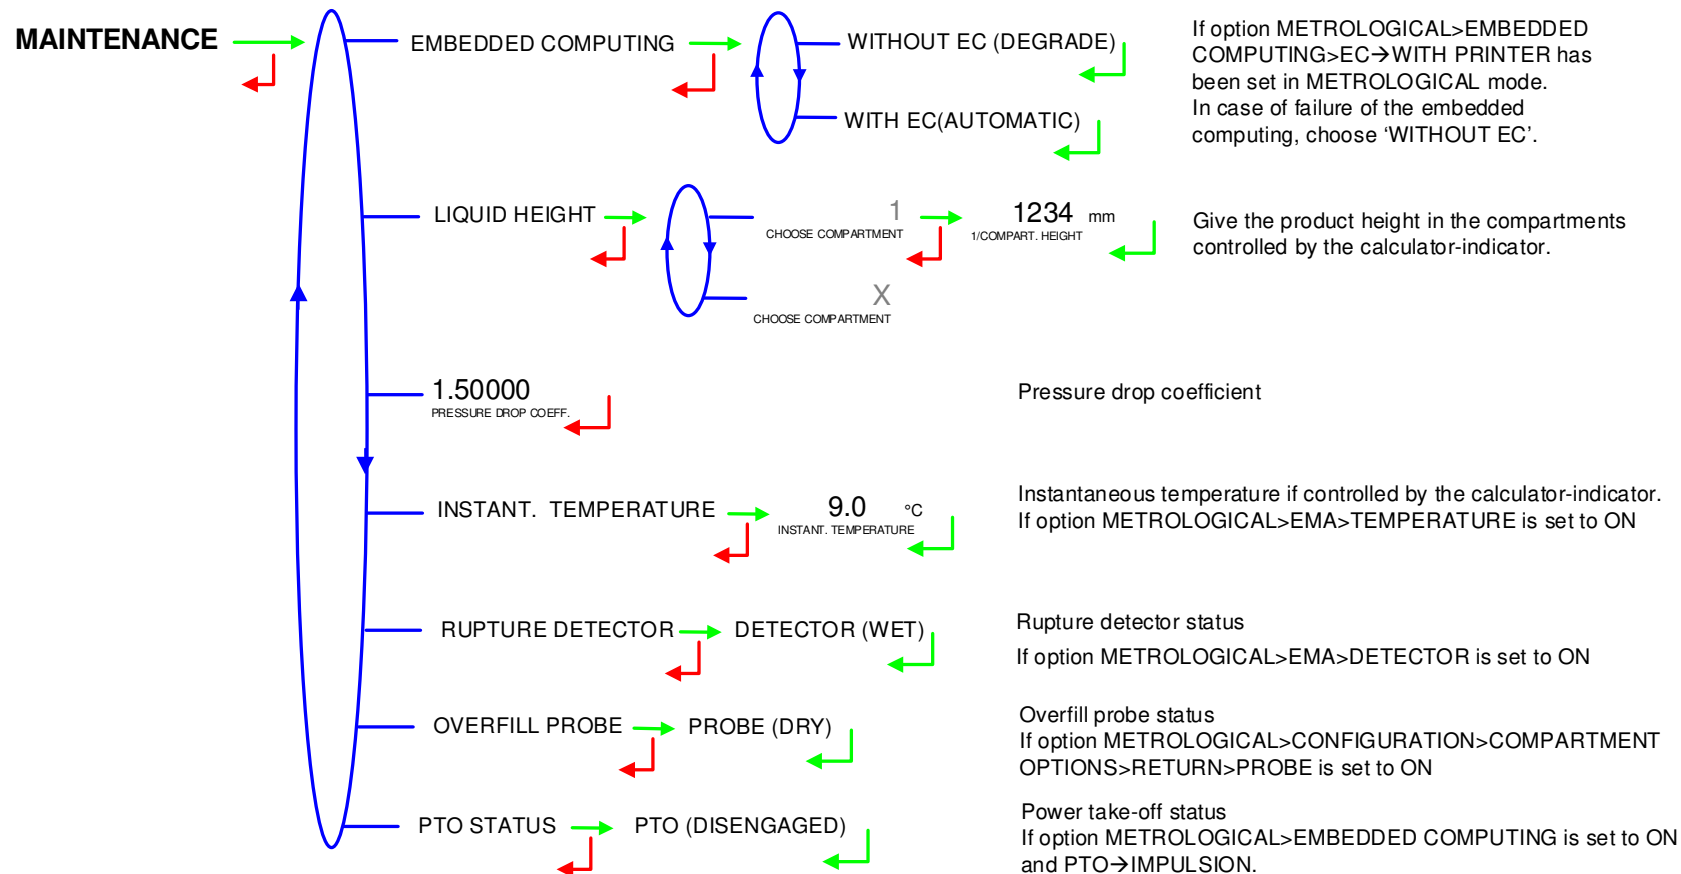 MAINTENANCE
EMBEDDED COMPUTING
WITHOUT EC (DEGRADE)
WITH EC(AUTOMATIC)
If option METROLOGICAL>EMBEDDED
COMPUTING>EC→WITH PRINTER has
been set in METROLOGICAL mode.
In case of failure of the embedded
computing, choose ‘WITHOUT EC’.
LIQUID HEIGHT
1
CHOOSE COMPARTMENT
1234 mm
1/COMPART. HEIGHT
X
CHOOSE COMPARTMENT
Give the product height in the compartments
controlled by the calculator-indicator.
1.50000
PRESSURE DROP COEFF.
Pressure drop coefficient
INSTANT. TEMPERATURE
9.0 °C
INSTANT. TEMPERATURE
Instantaneous temperature if controlled by the calculator-indicator.
If option METROLOGICAL>EMA>TEMPERATURE is set to ON
RUPTURE DETECTOR
DETECTOR (WET)
Rupture detector status
If option METROLOGICAL>EMA>DETECTOR is set to ON
OVERFILL PROBE
PROBE (DRY)
Overfill probe status
If option METROLOGICAL>CONFIGURATION>COMPARTMENT
OPTIONS>RETURN>PROBE is set to ON
PTO STATUS
PTO (DISENGAGED)
Power take-off status
If option METROLOGICAL>EMBEDDED COMPUTING is set to ON
and PTO→IMPULSION.